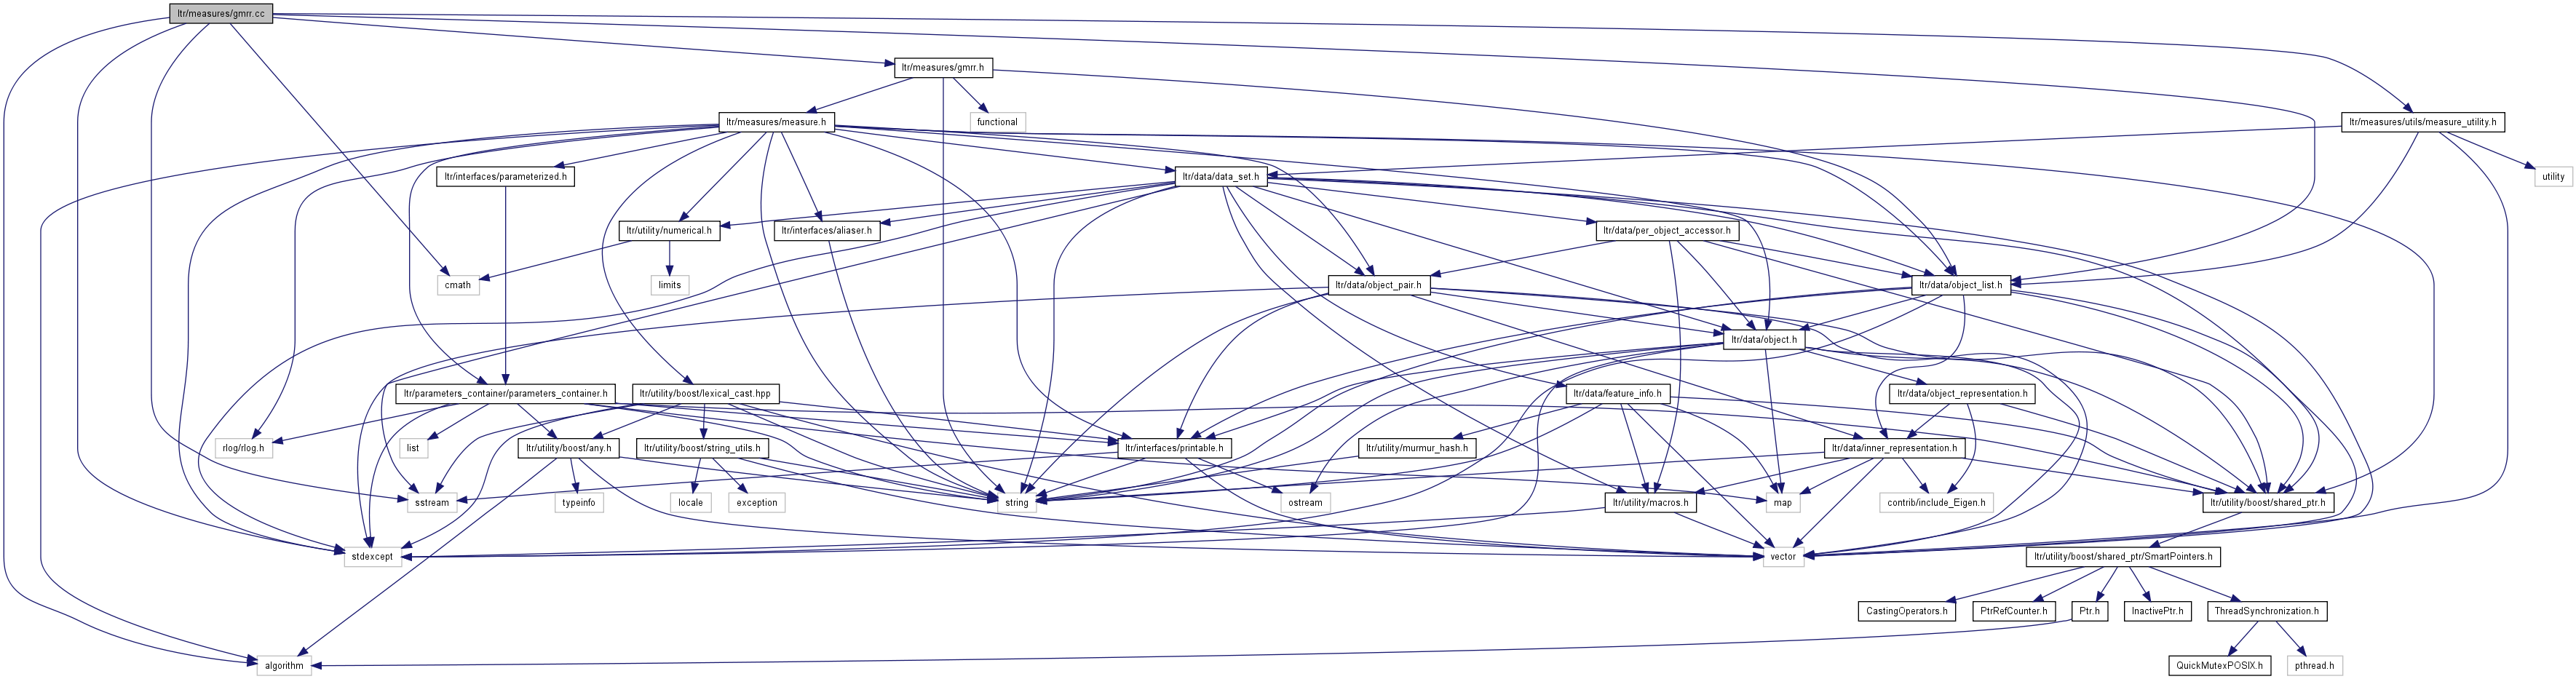 ltr/measures/gmrr.cc
ltr/measures/gmrr.h
ltr/measures/measure.h
functional
ltr/measures/utils/measure_utility.h
ltr/interfaces/parameterized.h
ltr/data/data_set.h
utility
ltr/utility/numerical.h
ltr/interfaces/aliaser.h
ltr/data/per_object_accessor.h
cmath
limits
ltr/data/object_pair.h
ltr/data/object_list.h
ltr/data/object.h
ltr/parameters_container/parameters_container.h
ltr/utility/boost/lexical_cast.hpp
ltr/data/feature_info.h
ltr/data/object_representation.h
rlog/rlog.h
list
ltr/utility/boost/any.h
ltr/utility/boost/string_utils.h
ltr/interfaces/printable.h
ltr/utility/murmur_hash.h
ltr/data/inner_representation.h
sstream
typeinfo
locale
exception
string
ostream
ltr/utility/macros.h
map
contrib/include_Eigen.h
ltr/utility/boost/shared_ptr.h
stdexcept
vector
ltr/utility/boost/shared_ptr/SmartPointers.h
CastingOperators.h
PtrRefCounter.h
Ptr.h
InactivePtr.h
ThreadSynchronization.h
algorithm
QuickMutexPOSIX.h
pthread.h